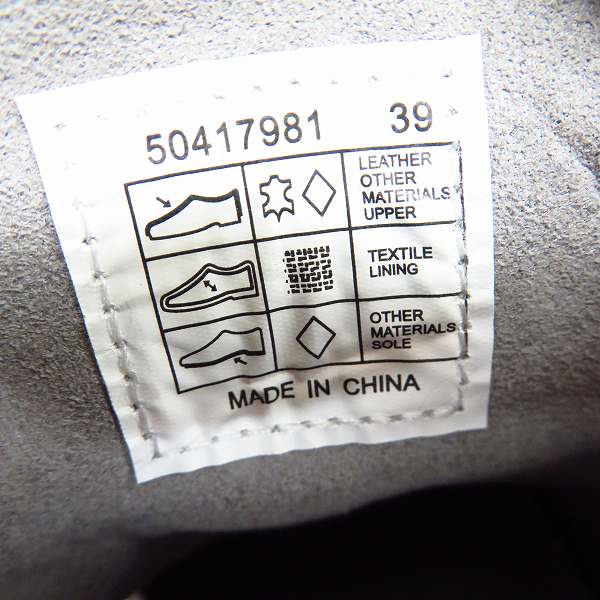 50417981 39
LEATHER
OTHER
MATERIALS
UPPER
TEXTILE
LINING
OTHER
MATERIALS
SOLE
MADE IN CHINA